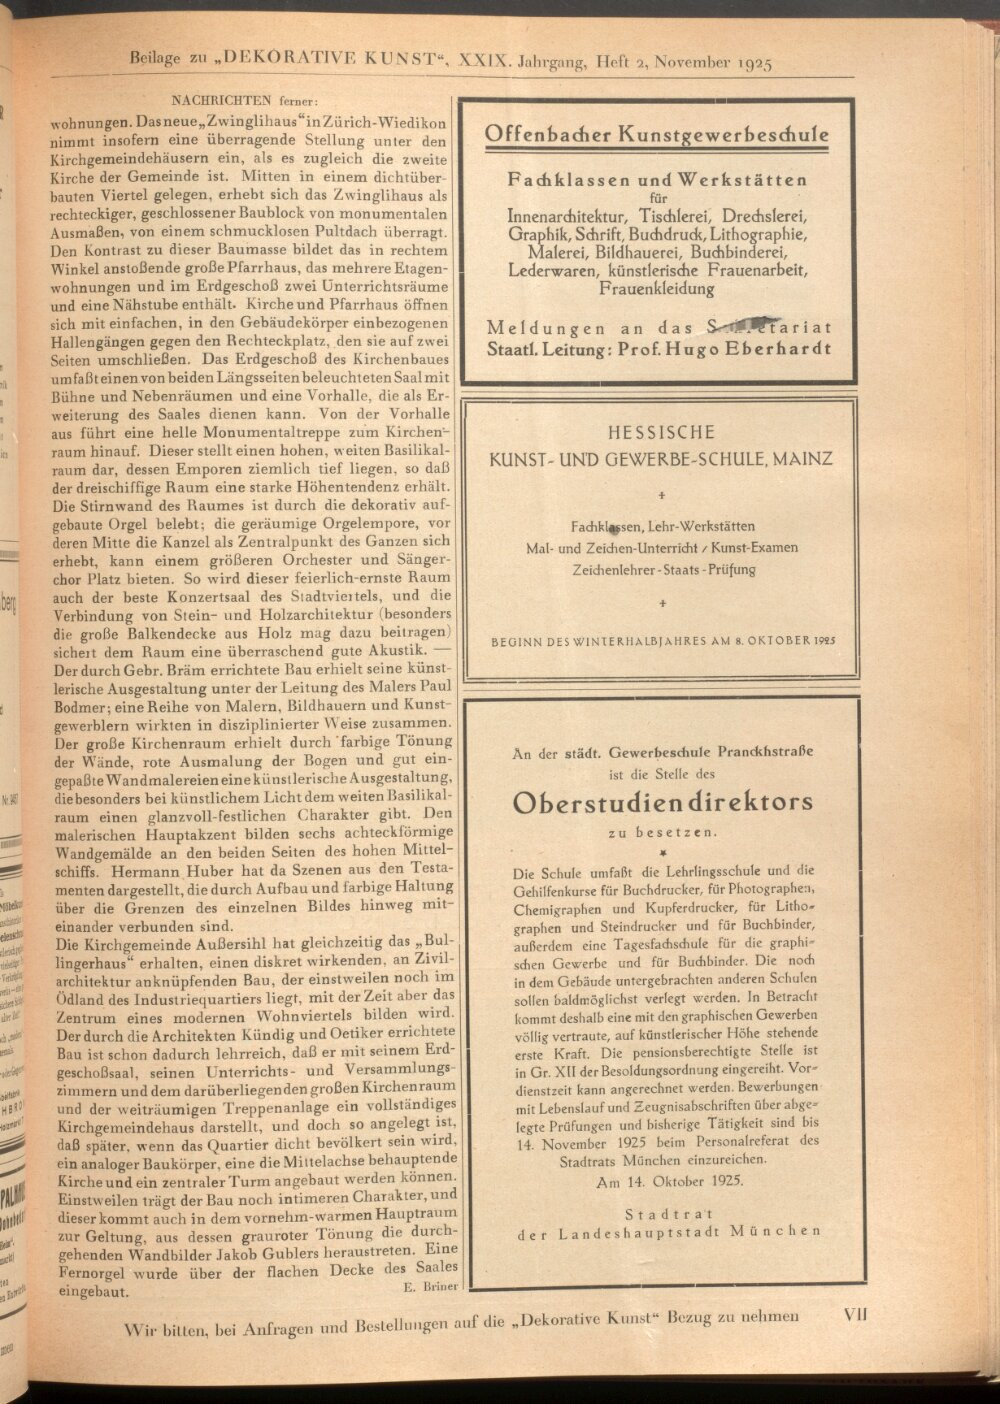 Beilage zu „DEKORATIVE KUNST“, XXIX. Jahrgang, Heft 2, November 1925
NACHRICHTEN ferner:
wohnungen. Das neue „Zwinglihaus“ in Zürich-Wiedikon
nimmt insofern eine überragende Stellung unter den
Kirchgemeindehäusern ein, als es zugleich die zweite
Kirche der Gemeinde ist. Mitten in einem dichtüber-
bauten Viertel gelegen, erhebt sich das Zwinglihaus als
rechteckiger, geschlossener Baublock von monumentalen
Ausmaßen, von einem schmucklosen Pultdach überragt.
Den Kontrast zu dieser Baumasse bildet das in rechtem
Winkel anstoßende große Pfarrhaus, das mehrere Etagen-
wohnungen und im Erdgeschoß zwei Unterrichtsräume
und eine Nähstube enthält. Kirche und Pfarrhaus öffnen
sich mit einfachen, in den Gebäudekörper einbezogenen
Hallengängen gegen den Rechteckplatz, den sie auf zwei
Seiten umschließen. Das Erdgeschoß des Kirchenbaues
umfaßt einen von beiden Längsseiten beleuchteten Saal mit
Bühne und Nebenräumen und eine Vorhalle, die als Er-
weiterung des Saales dienen kann. Von der Vorhalle
aus führt eine helle Monumentaltreppe zum Kirchen-
raum hinauf. Dieser stellt einen hohen, weiten Basilikal-
raum dar, dessen Emporen ziemlich tief liegen, so daß
der dreischiffige Raum eine starke Höhentendenz erhält.
Die Stirnwand des Raumes ist durch die dekorativ auf-
gebaute Orgel belebt; die geräumige Orgelempore, vor
deren Mitte die Kanzel als Zentralpunkt des Ganzen sich
erhebt, kann einem größeren Orchester und Sänger-
chor Platz bieten. So wird dieser feierlich-ernste Raum
auch der beste Konzertsaal des Stadtviertels, und die
Verbindung von Stein- und Holzarchitektur (besonders
die große Balkendecke aus Holz mag dazu beitragen)
sichert dem Raum eine überraschend gute Akustik. —
Der durch Gebr. Bräm errichtete Bau erhielt seine künst-
lerische Ausgestaltung unter der Leitung des Malers Paul
Bodmer; eine Reihe von Malern, Bildhauern und Kunst-
gewerblern wirkten in disziplinierter Weise zusammen.
Der große Kirchenraum erhielt durch farbige Tönung
der Wände, rote Ausmalung der Bogen und gut ein-
gepaßte Wandmalereien eine künstlerische Ausgestaltung,
die besonders bei künstlichem Licht dem weiten Basilikal-
raum einen glanzvoll-festlichen Charakter gibt. Den
malerischen Hauptakzent bilden sechs achteckförmige
Wandgemälde an den beiden Seiten des hohen Mittel-
schiffs. Hermann Huber hat da Szenen aus den Testa-
menten dargestellt, die durch Aufbau und farbige Haltung
über die Grenzen des einzelnen Bildes hinweg mit-
einander verbunden sind.
Die Kirchgemeinde Außersihl hat gleichzeitig das „Bul-
lingerhaus“ erhalten, einen diskret wirkenden, an Zivil-
architektur anknüpfenden Bau, der einstweilen noch im
Ödland des Industriequartiers liegt, mit der Zeit aber das
Zentrum eines modernen Wohnviertels bilden wird.
Der durch die Architekten Kündig und Oetiker errichtete
Bau ist schon dadurch lehrreich, daß er mit seinem Erd-
geschoßsaal, seinen Unterrichts- und Versammlungs-
zimmern und dem darüberliegenden großen Kirchenraum
und der weiträumigen Treppenanlage ein vollständiges
Kirchgemeindehaus darstellt, und doch so angelegt ist,
daß später, wenn das Quartier dicht bevölkert sein wird,
ein analoger Baukörper, eine die Mittelachse behauptende
Kirche und ein zentraler Turm angebaut werden können.
Einstweilen trägt der Bau noch intimeren Charakter, und
dieser kommt auch in dem vornehm-warmen Hauptraum
zur Geltung, aus dessen grauroter Tönung die durch-
gehenden Wandbilder Jakob Gublers heraustreten. Eine
Fernorgel wurde über der flachen Decke des Saales
eingebaut. E. Briner
Offenbacher Kunstgewerbeschule
Fachklassen und Werkstätten
für
Innenarchitektur, Tischlerei, Drechslerei,
Graphik, Schrift, Buchdruck, Lithographie,
Malerei, Bildhauerei, Buchbinderei,
Lederwaren, künstlerische Frauenarbeit,
Frauenkleidung
Meldungen an das Sekretariat
Staatl. Leitung: Prof. Hugo Eberhardt
HESSISCHE
KUNST- UND GEWERBE-SCHULE, MAINZ
Fachklassen, Lehr-Werkstätten
Mal- und Zeichen-Unterricht / Kunst-Examen
Zeichenlehrer-Staats-Prüfung
BEGINN DES WINTERHALBJAHRES AM 8. OKTOBER 1925
An der städt. Gewerbeschule Pranckhstraße
ist die Stelle des
Oberstudiendirektors
zu besetzen.
Die Schule umfaßt die Lehrlingsschule und die
Gehilfenkurse für Buchdrucker, für Photographen,
Chemigraphen und Kupferdrucker, für Litho-
graphen und Steindrucker und für Buchbinder,
außerdem eine Tagesfachschule für die graphi-
schen Gewerbe und für Buchbinder. Die noch
in dem Gebäude untergebrachten anderen Schulen
sollen baldmöglichst verlegt werden. In Betracht
kommt deshalb eine mit den graphischen Gewerben
völlig vertraute, auf künstlerischer Höhe stehende
erste Kraft. Die pensionsberechtigte Stelle ist
in Gr. XII der Besoldungsordnung eingereiht. Vor-
dienstzeit kann angerechnet werden. Bewerbungen
mit Lebenslauf und Zeugnisabschriften über abge-
legte Prüfungen und bisherige Tätigkeit sind bis
14. November 1925 beim Personalreferat des
Stadtrats München einzureichen.
Am 14. Oktober 1925.
Stadtrat
der Landeshauptstadt München
Wir bitten, bei Anfragen und Bestellungen auf die „Dekorative Kunst“ Bezug zu nehmen VII